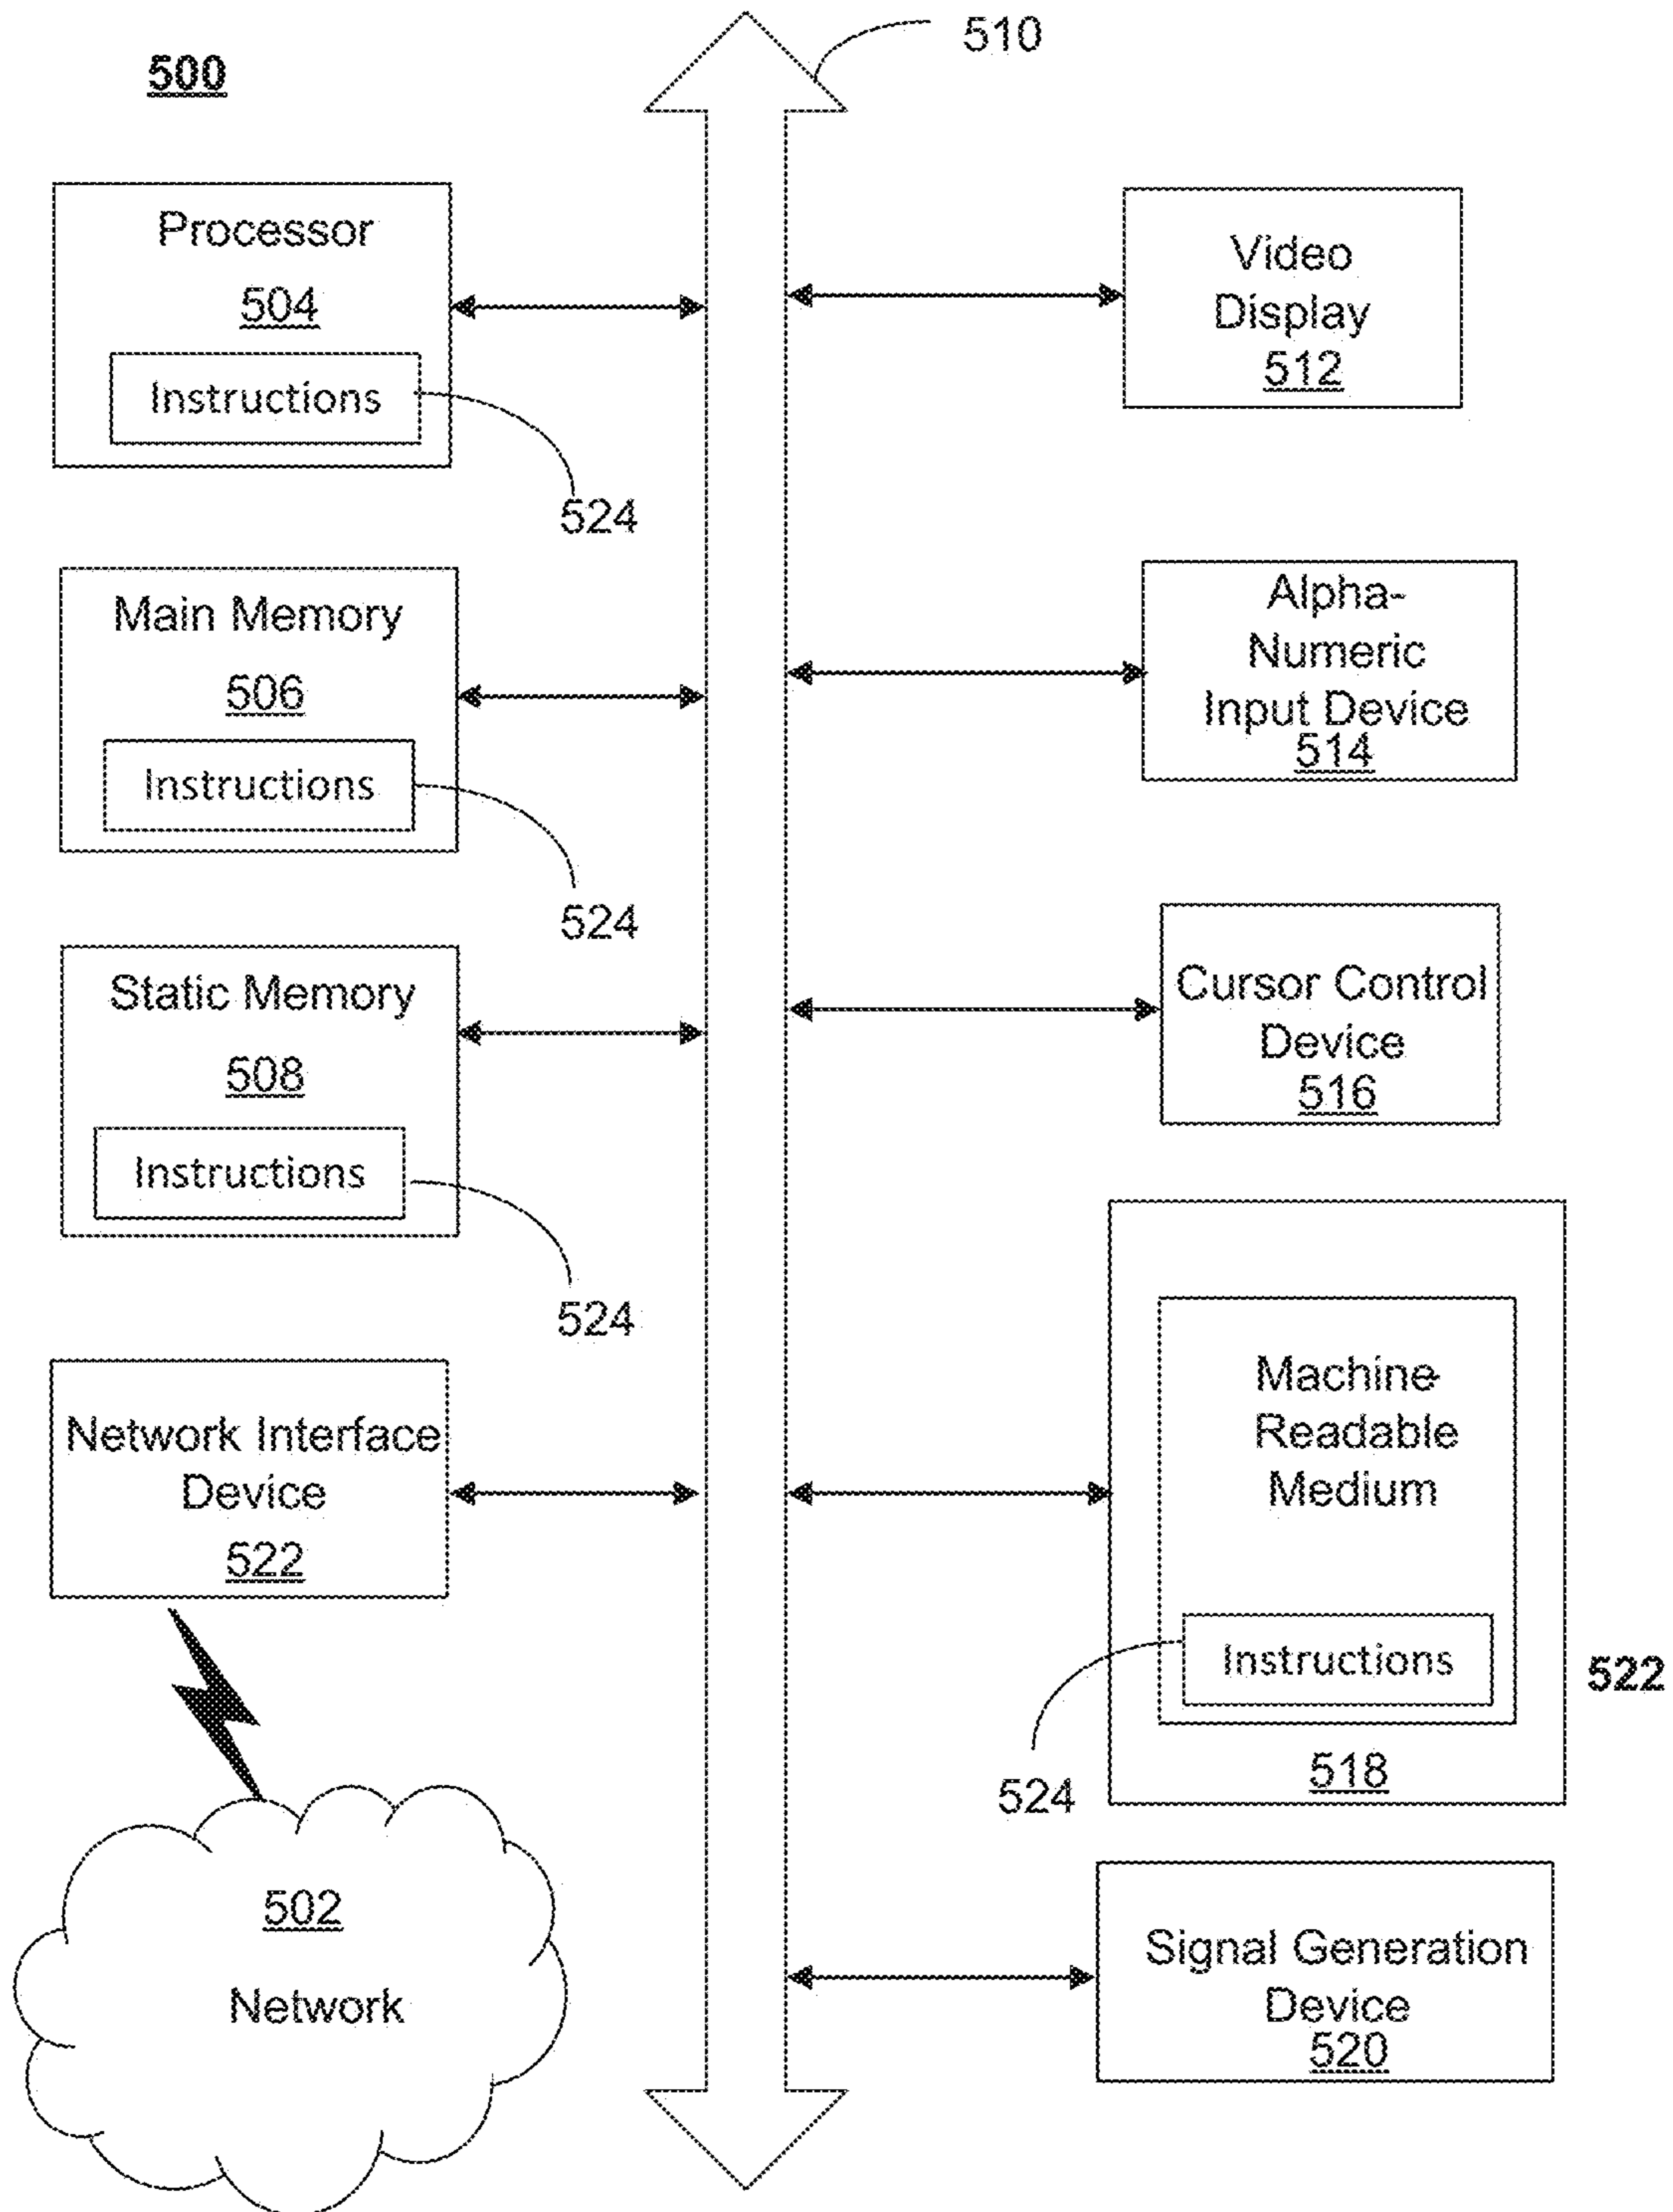 500
510
Processor
504
Instructions
524
Main Memory
506
Instructions
524
Static Memory
508
Instructions
524
Network Interface
Device
522
502
Network
Video
Display
512
Alpha-
Numeric
Input Device
514
Cursor Control
Device
516
Machine-
Readable
Medium
Instructions
522
524
518
Signal Generation
Device
520